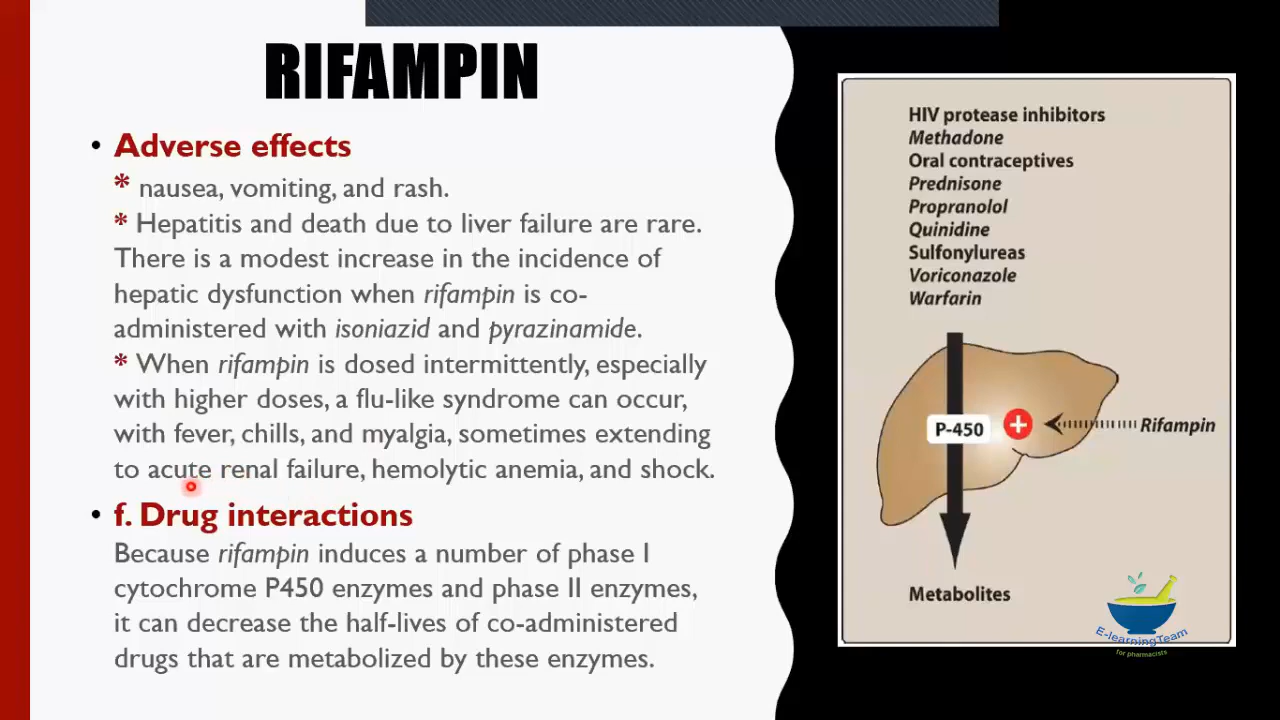 RIFAMPIN
• Adverse effects
* nausea, vomiting, and rash.
* Hepatitis and death due to liver failure are rare.
There is a modest increase in the incidence of
hepatic dysfunction when rifampin is co-
administered with isoniazid and pyrazinamide.
* When rifampin is dosed intermittently, especially
with higher doses, a flu-like syndrome can occur,
with fever, chills, and myalgia, sometimes extending
to acute renal failure, hemolytic anemia, and shock.
• f. Drug interactions
Because rifampin induces a number of phase I
cytochrome P450 enzymes and phase II enzymes,
it can decrease the half-lives of co-administered
drugs that are metabolized by these enzymes.
HIV protease inhibitors
Methadone
Oral contraceptives
Prednisone
Propranolol
Quinidine
Sulfonylureas
Voriconazole
Warfarin
P-450
Rifampin
Metabolites
E-learningTeam
for pharmacists